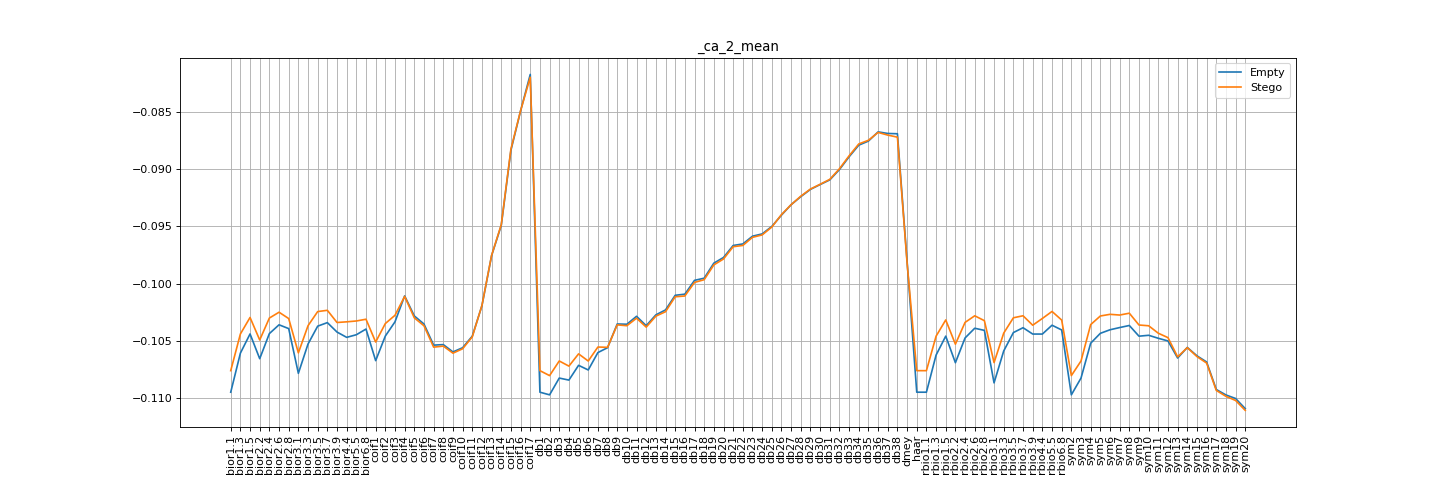 _ca_2_mean
Empty
Stego
−0.085
−0.090
−0.095
−0.100
−0.105
−0.110
bior1.1
bior1.3
bior1.5
bior2.2
bior2.4
bior2.6
bior2.8
bior3.1
bior3.3
bior3.5
bior3.7
bior3.9
bior4.4
bior5.5
bior6.8
coif1
coif2
coif3
coif4
coif5
coif6
coif7
coif8
coif9
coif10
coif11
coif12
coif13
coif14
coif15
coif16
coif17
db1
db2
db3
db4
db5
db6
db7
db8
db9
db10
db11
db12
db13
db14
db15
db16
db17
db18
db19
db20
db21
db22
db23
db24
db25
db26
db27
db28
db29
db30
db31
db32
db33
db34
db35
db36
db37
db38
dmey
haar
rbio1.1
rbio1.3
rbio1.5
rbio2.2
rbio2.4
rbio2.6
rbio2.8
rbio3.1
rbio3.3
rbio3.5
rbio3.7
rbio3.9
rbio4.4
rbio5.5
rbio6.8
sym2
sym3
sym4
sym5
sym6
sym7
sym8
sym9
sym10
sym11
sym12
sym13
sym14
sym15
sym16
sym17
sym18
sym19
sym20